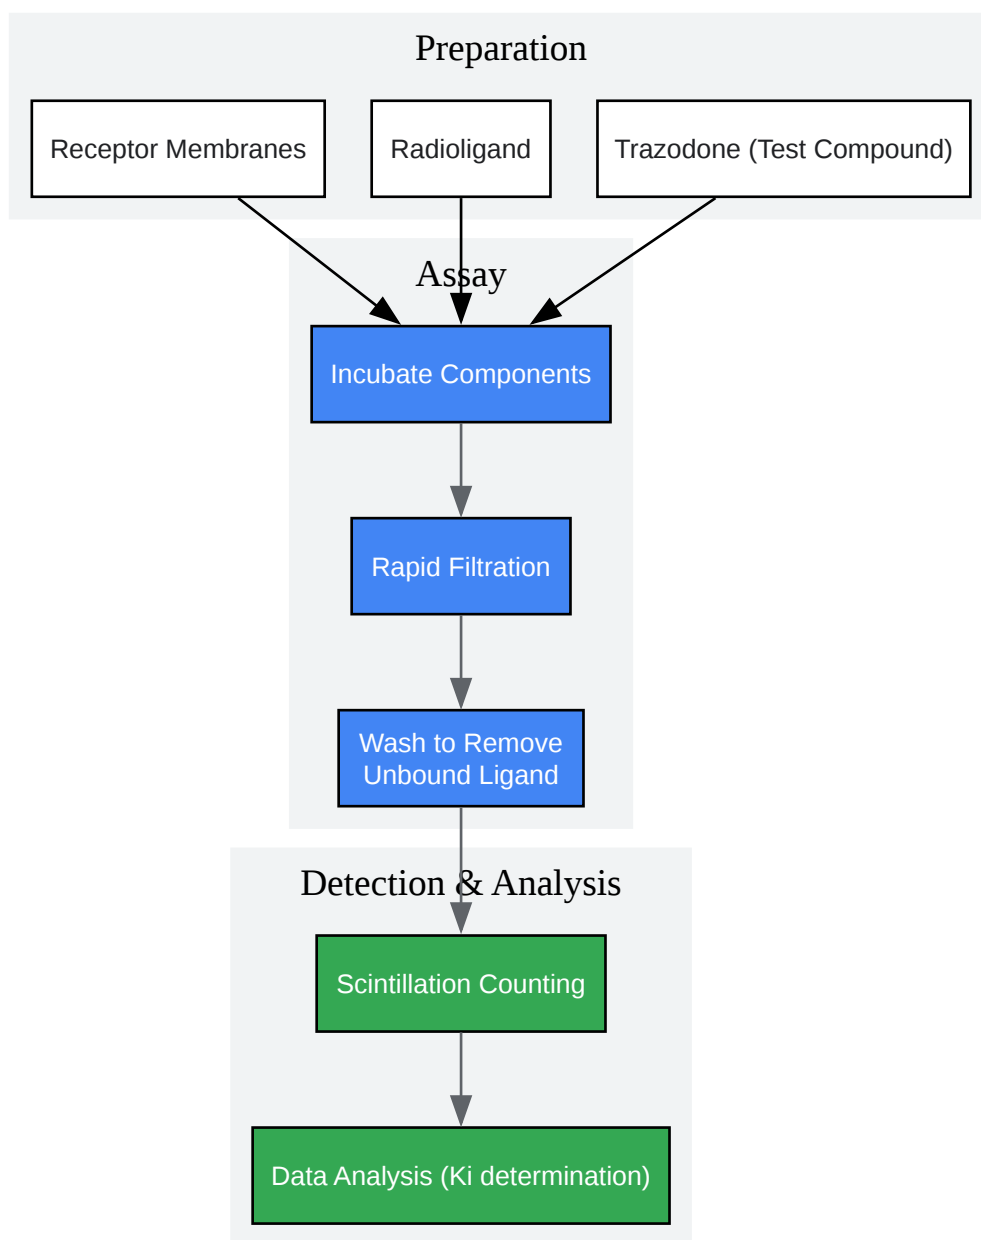 Preparation
Receptor Membranes
Radioligand
Trazodone (Test Compound)
Assay
Incubate Components
Rapid Filtration
Wash to Remove
Unbound Ligand
Detection & Analysis
Scintillation Counting
Data Analysis (Ki determination)